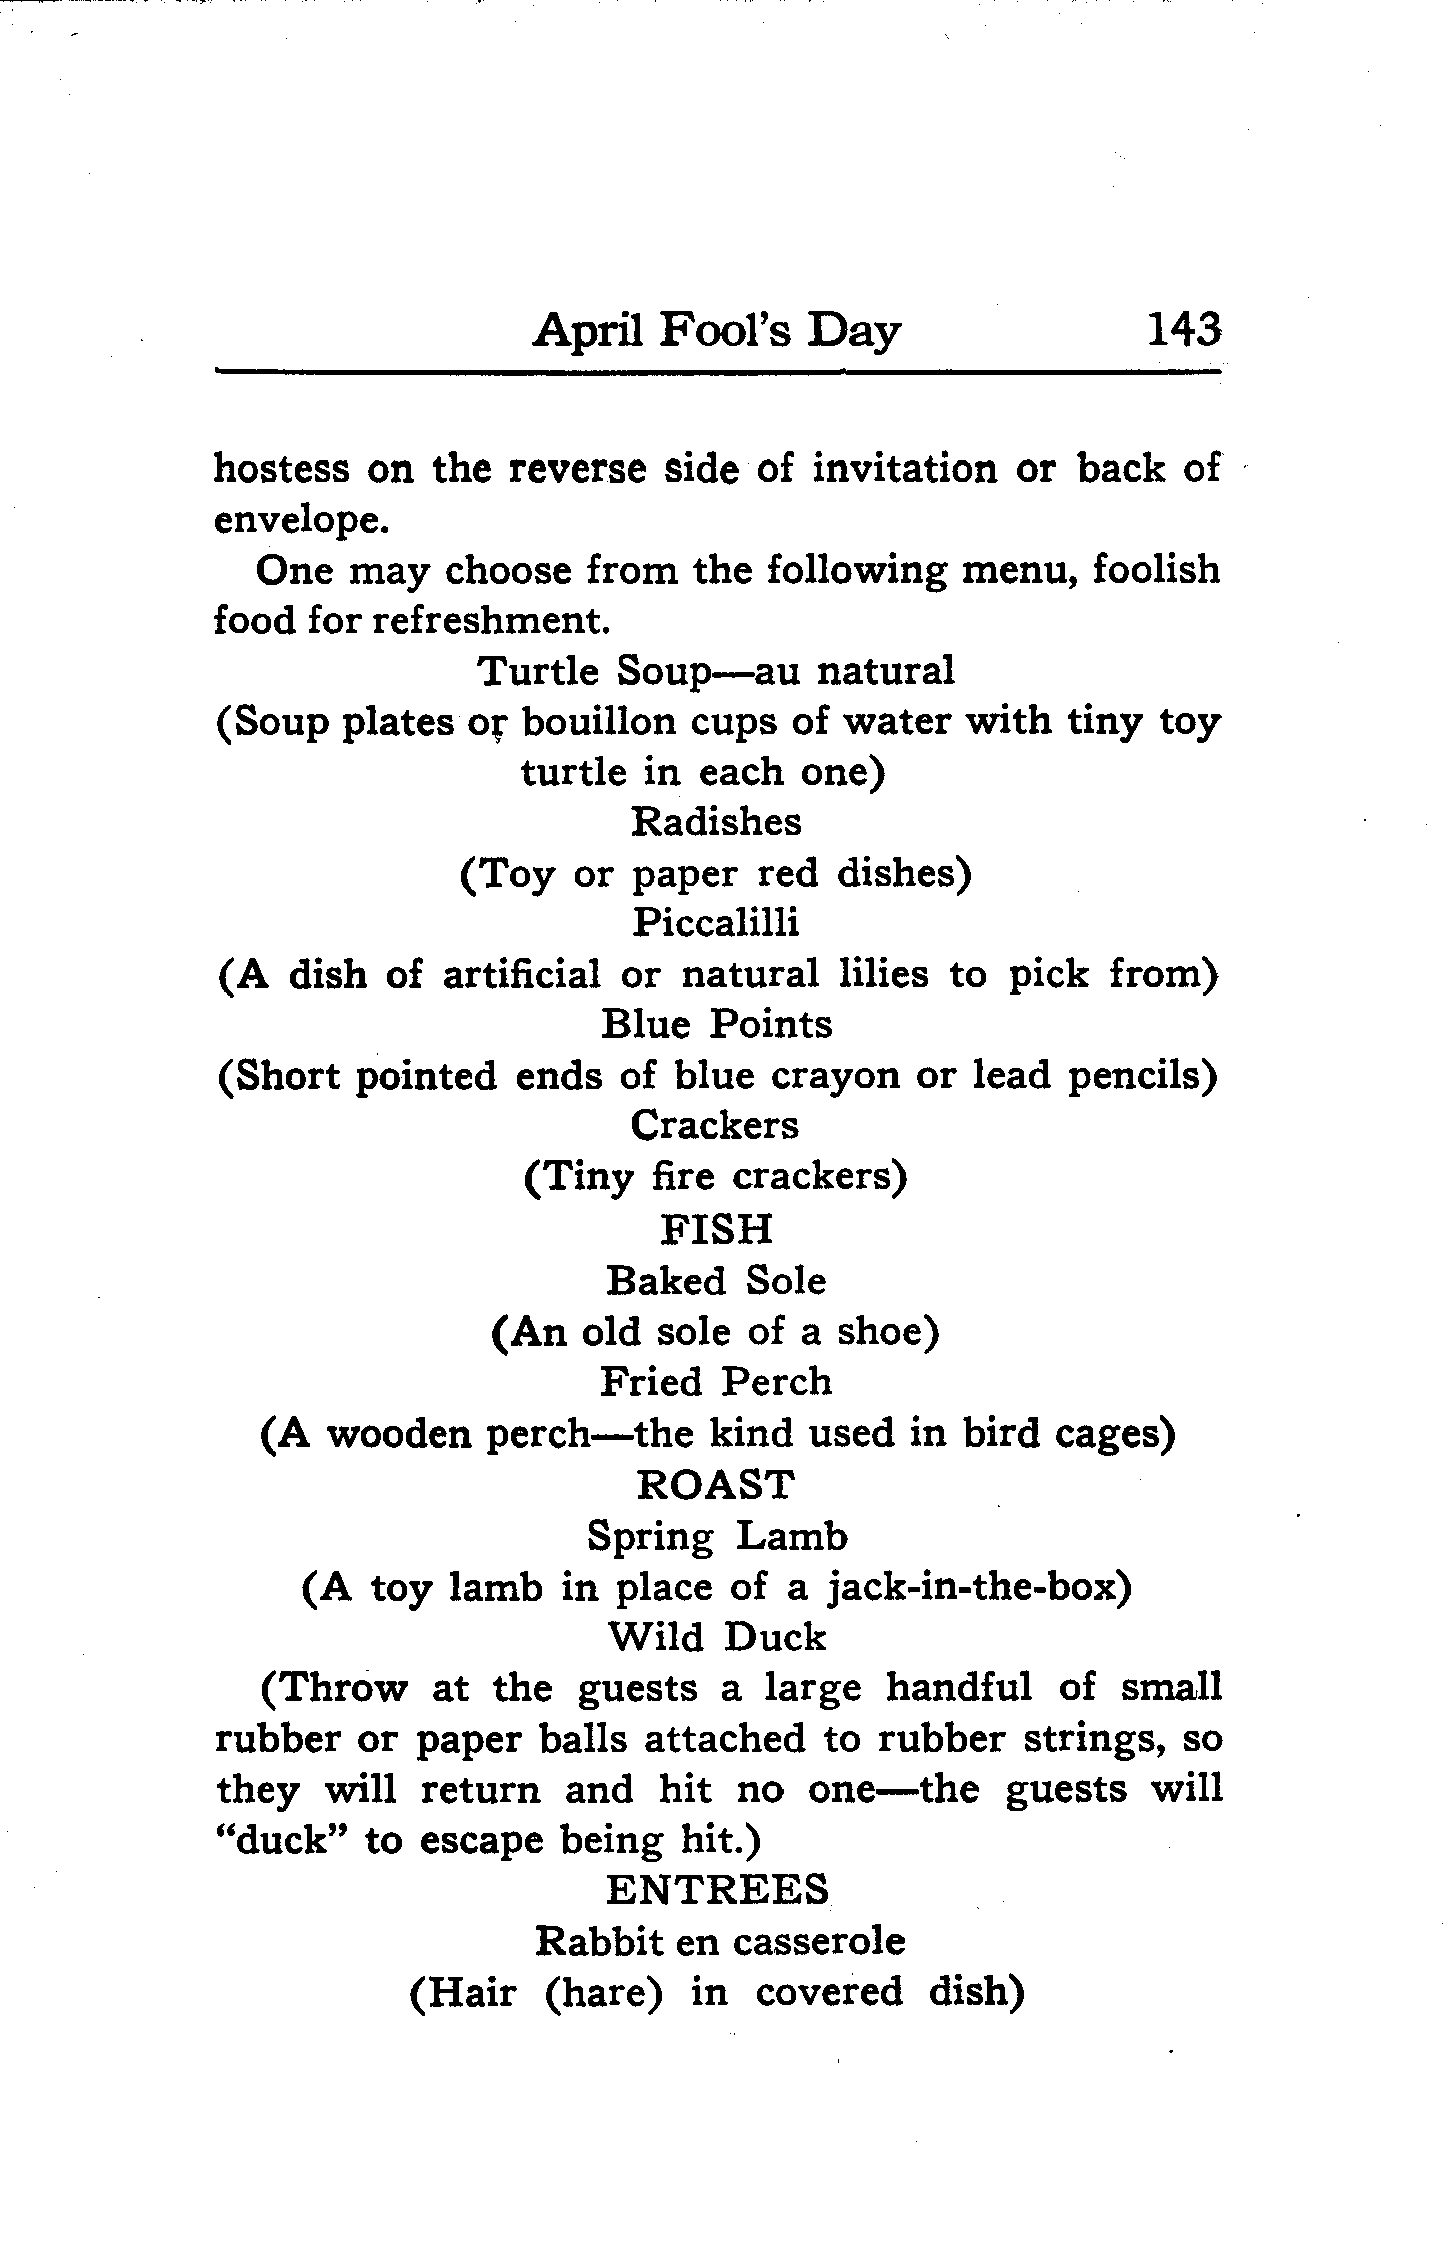 April Fool's Day 143
hostess on the reverse side of invitation or back of
envelope.
One may choose from the following menu, foolish
food for refreshment.
Turtle Soup—au natural
(Soup plates or bouillon cups of water with tiny toy
turtle in each one)
Radishes
(Toy or paper red dishes)
Piccalilli
(A dish of artificial or natural lilies to pick from)
Blue Points
(Short pointed ends of blue crayon or lead pencils)
Crackers
(Tiny fire crackers)
FISH
Baked Sole
(An old sole of a shoe)
Fried Perch
(A wooden perch—the kind used in bird cages)
ROAST
Spring Lamb
(A toy lamb in place of a jack-in-the-box)
Wild Duck
(Throw at the guests a large handful of small
rubber or paper balls attached to rubber strings, so
they will return and hit no one—the guests will
“duck” to escape being hit.)
ENTREES
Rabbit en casserole
(Hair (hare) in covered dish)